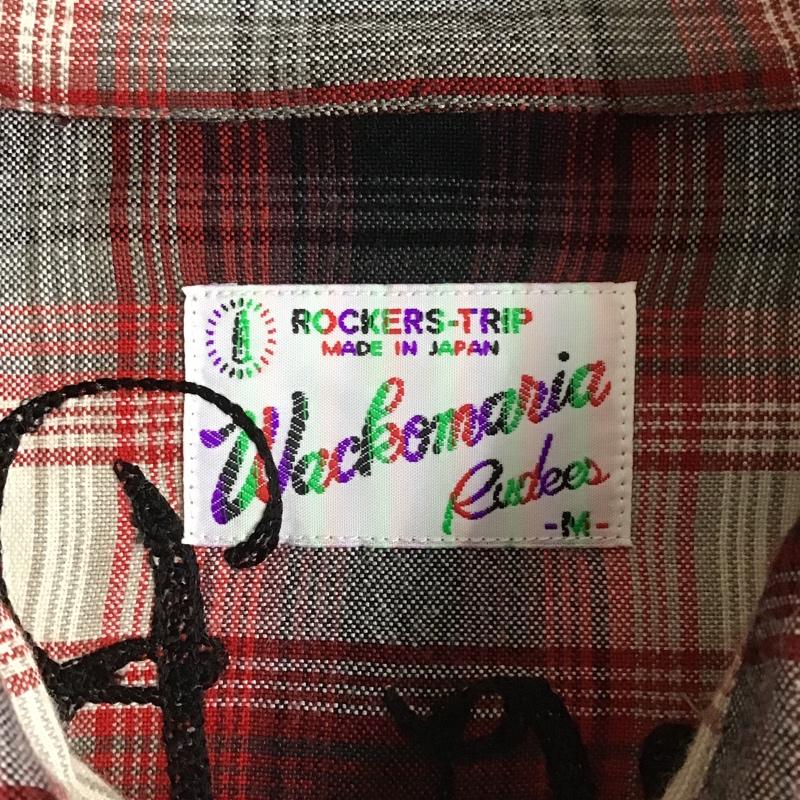 ROCKERS-TRIP
MADE IN JAPAN
Wackomaria
Rudees
-M-